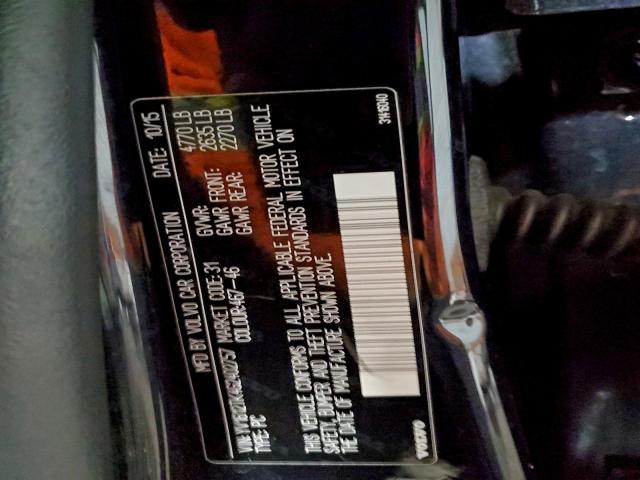 MFD BY VOLVO CAR CORPORATION DATE: 10/15
VIN: MARKET CODE:31 GVWR: 4770 LB
TYPE: PC COLOUR:467-46 GAWR FRONT: 2635 LB
GAWR REAR: 2270 LB
THIS VEHICLE CONFORMS TO ALL APPLICABLE FEDERAL MOTOR VEHICLE
SAFETY, BUMPER AND THEFT PREVENTION STANDARDS IN EFFECT ON
THE DATE OF MANUFACTURE SHOWN ABOVE.
VOLVO 31416040